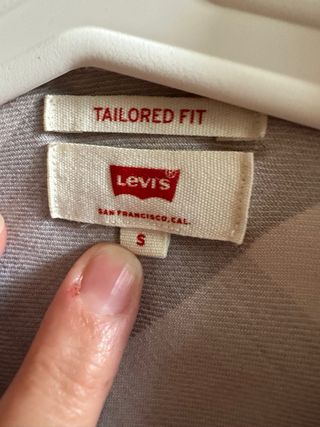 TAILORED FIT
LEVI'S®
SAN FRANCISCO, CAL.
S